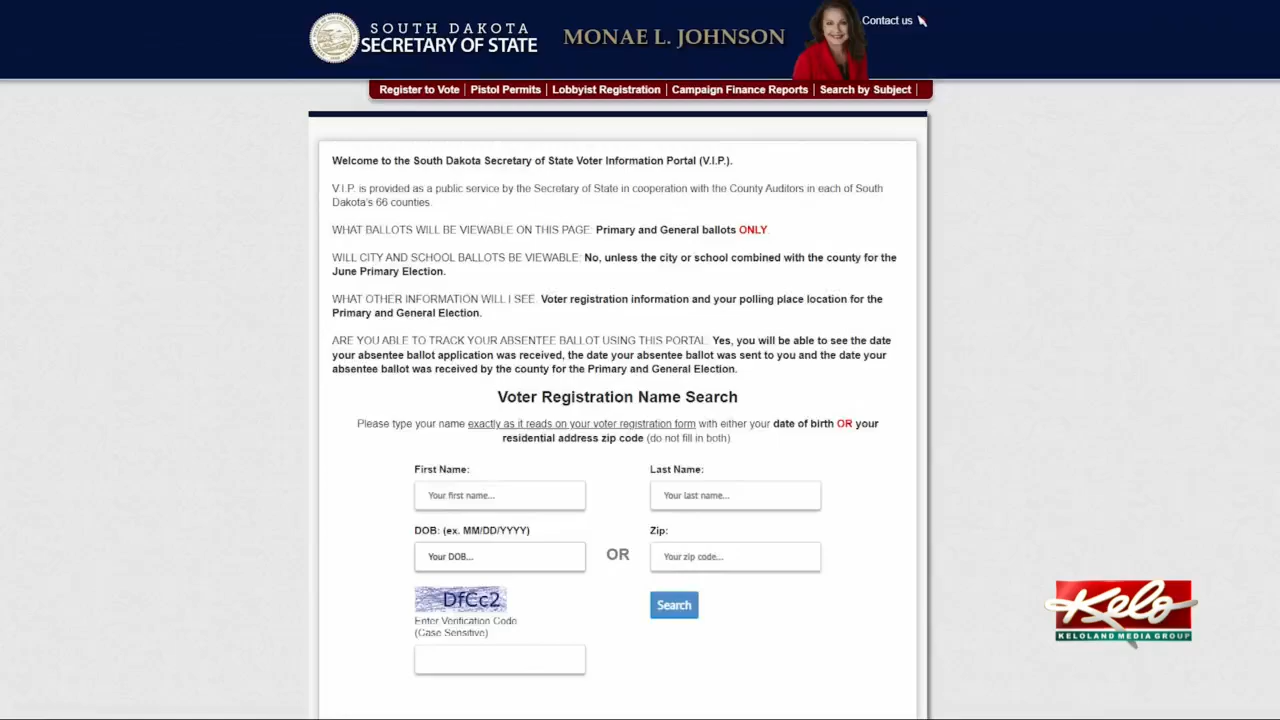 SOUTH DAKOTA
SECRETARY OF STATE
MONAE L. JOHNSON
Contact us
Register to Vote | Pistol Permits | Lobbyist Registration | Campaign Finance Reports | Search by Subject |
Welcome to the South Dakota Secretary of State Voter Information Portal (V.I.P.).
V.I.P. is provided as a public service by the Secretary of State in cooperation with the County Auditors in each of South
Dakota's 66 counties.
WHAT BALLOTS WILL BE VIEWABLE ON THIS PAGE: Primary and General ballots ONLY.
WILL CITY AND SCHOOL BALLOTS BE VIEWABLE: No, unless the city or school combined with the county for the
June Primary Election.
WHAT OTHER INFORMATION WILL I SEE: Voter registration information and your polling place location for the
Primary and General Election.
ARE YOU ABLE TO TRACK YOUR ABSENTEE BALLOT USING THIS PORTAL: Yes, you will be able to see the date
your absentee ballot application was received, the date your absentee ballot was sent to you and the date your
absentee ballot was received by the county for the Primary and General Election.
Voter Registration Name Search
Please type your name exactly as it reads on your voter registration form with either your date of birth OR your
residential address zip code (do not fill in both)
First Name:
Last Name:
Your first name...
Your last name...
DOB: (ex. MM/DD/YYYY)
Zip:
Your DOB...
OR
Your zip code...
DfCc2
Search
Enter Verification Code
(Case Sensitive)
Kelo
KELOLAND MEDIA GROUP